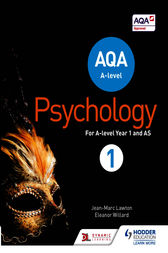 AQA
Approved
AQA
A-level
Psychology
For A-level Year 1 and AS
1
Jean-Marc Lawton
Eleanor Willard
DYNAMIC
LEARNING
HODDER
EDUCATION
LEARN MORE